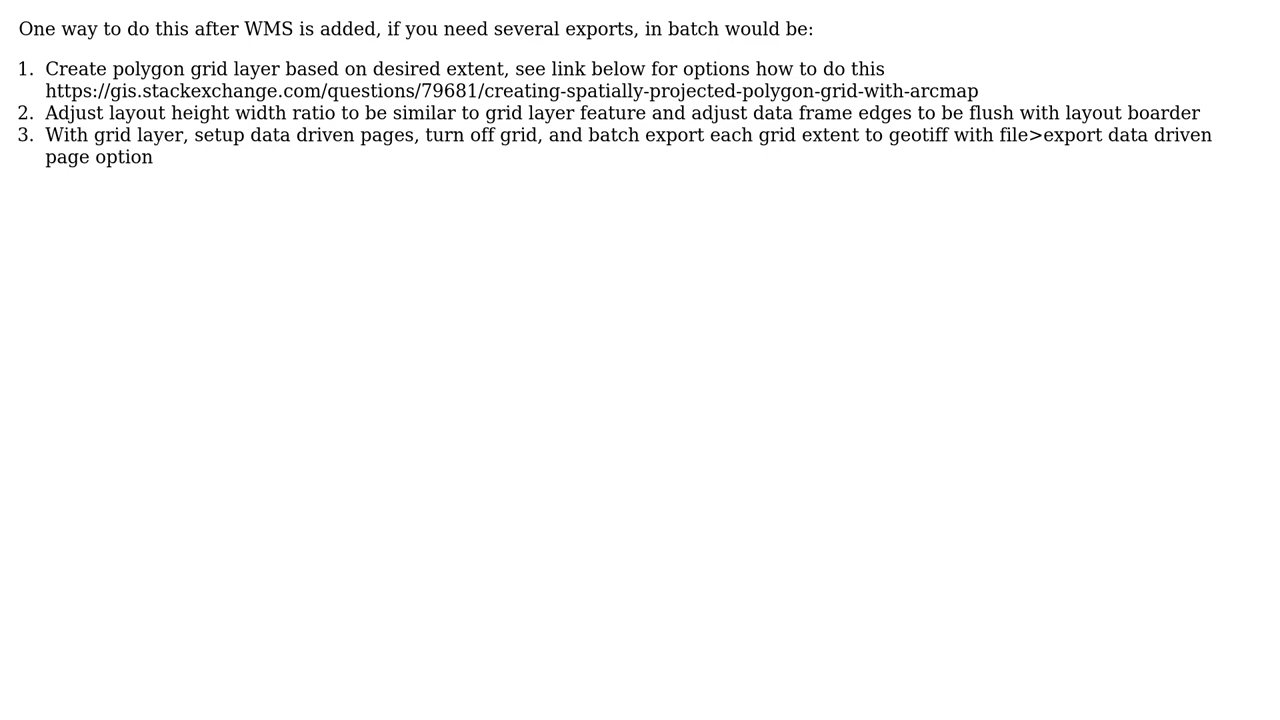 One way to do this after WMS is added, if you need several exports, in batch would be:
1. Create polygon grid layer based on desired extent, see link below for options how to do this
https://gis.stackexchange.com/questions/79681/creating-spatially-projected-polygon-grid-with-arcmap
2. Adjust layout height width ratio to be similar to grid layer feature and adjust data frame edges to be flush with layout boarder
3. With grid layer, setup data driven pages, turn off grid, and batch export each grid extent to geotiff with file>export data driven
page option